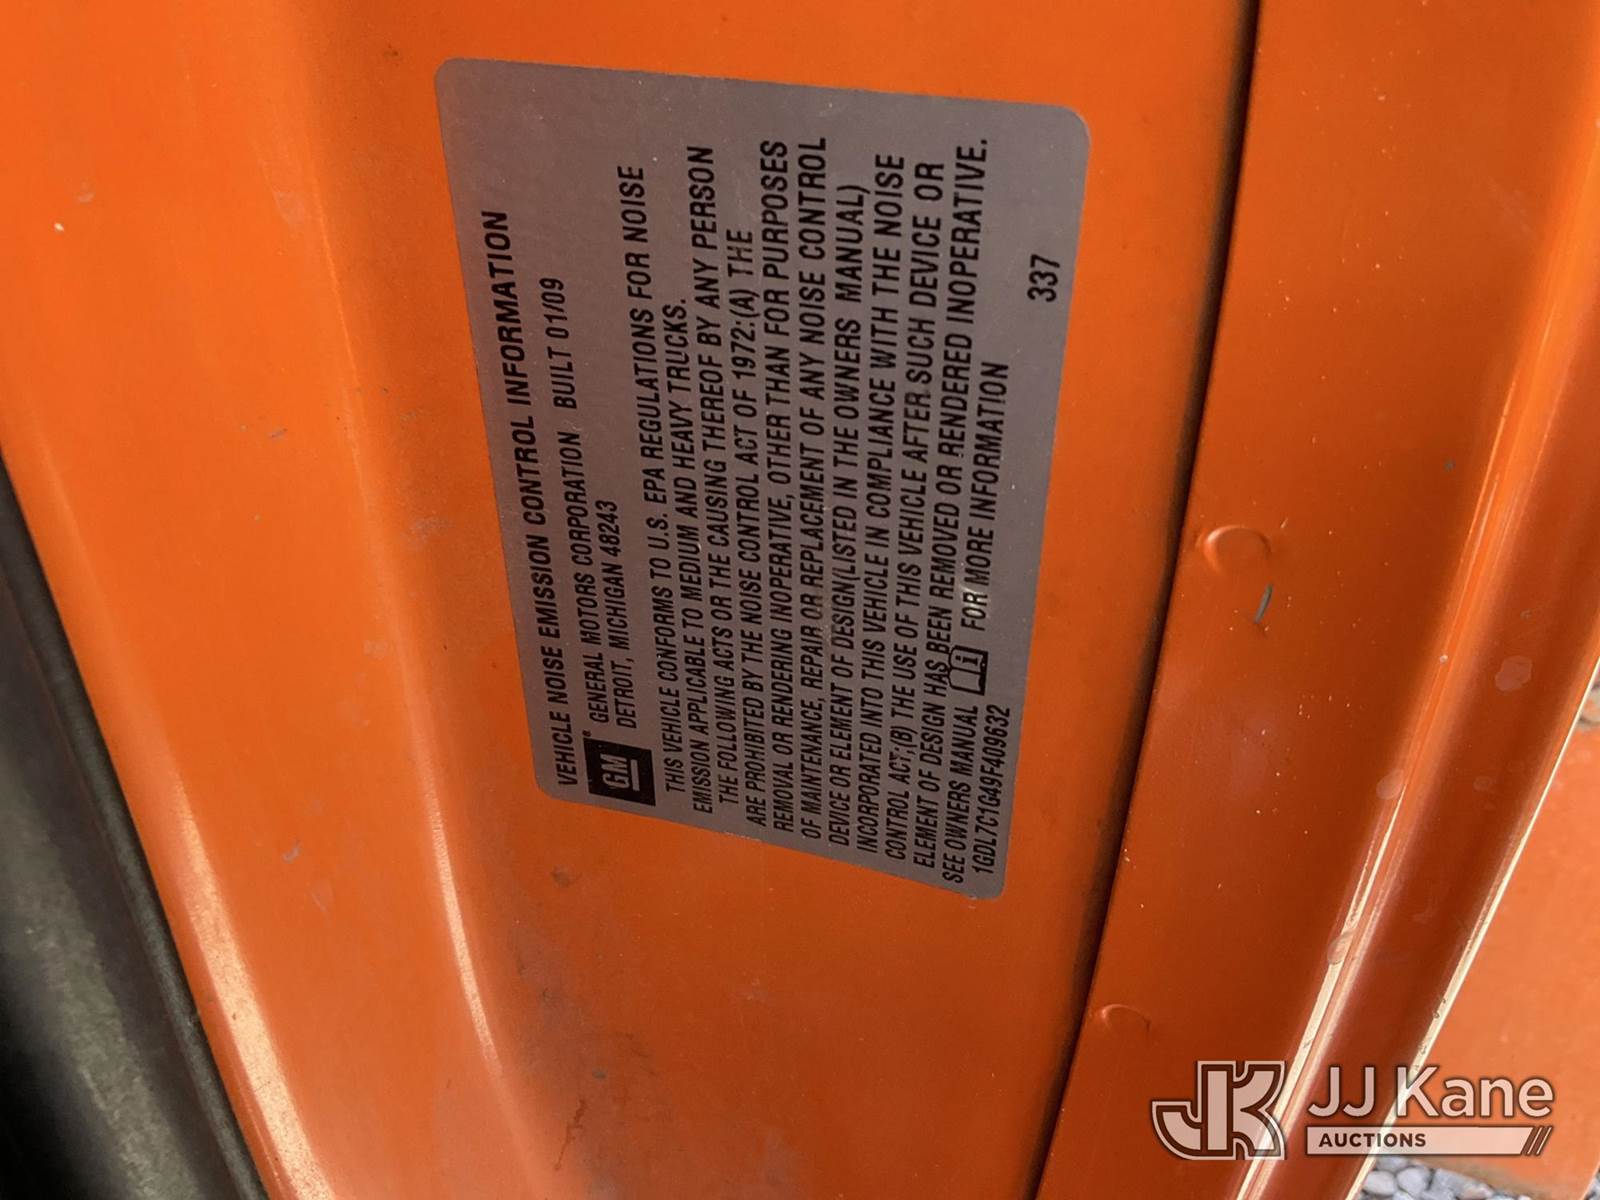 VEHICLE NOISE EMISSION CONTROL INFORMATION
GM
GENERAL MOTORS CORPORATION BUILT 01/09
DETROIT, MICHIGAN 48243
THIS VEHICLE CONFORMS TO U.S. EPA REGULATIONS FOR NOISE
EMISSION APPLICABLE TO MEDIUM AND HEAVY TRUCKS.
THE FOLLOWING ACTS OR THE CAUSING THEREOF BY ANY PERSON
ARE PROHIBITED BY THE NOISE CONTROL ACT OF 1972:(A) THE
REMOVAL OR RENDERING INOPERATIVE, OTHER THAN FOR PURPOSES
OF MAINTENANCE, REPAIR OR REPLACEMENT OF ANY NOISE CONTROL
DEVICE OR ELEMENT OF DESIGN(LISTED IN THE OWNERS MANUAL)
INCORPORATED INTO THIS VEHICLE IN COMPLIANCE WITH THE NOISE
CONTROL ACT:(B) THE USE OF THIS VEHICLE AFTER SUCH DEVICE OR
ELEMENT OF DESIGN HAS BEEN REMOVED OR RENDERED INOPERATIVE.
SEE OWNERS MANUAL FOR MORE INFORMATION
1GDL7C1G49F409632 337
JK JJ Kane
AUCTIONS